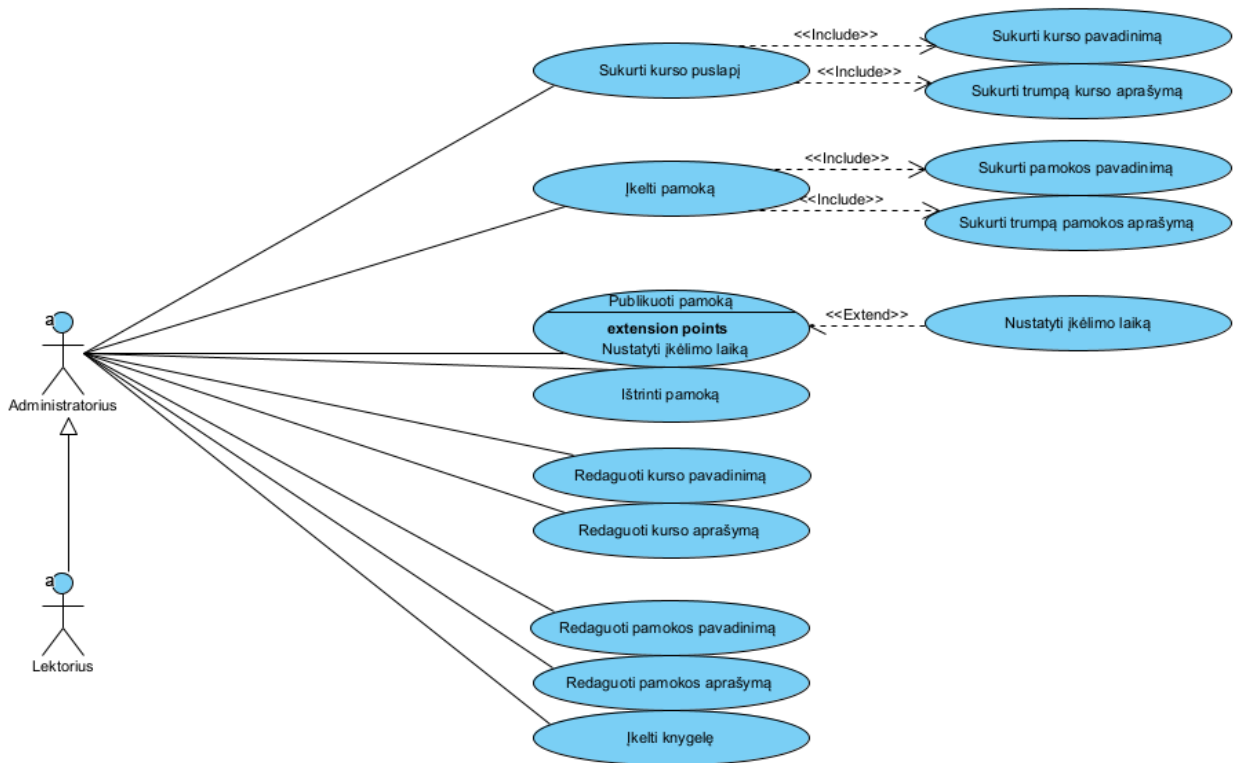 <<Include>>
Sukurti kurso pavadinimą
Sukurti kurso puslapį
<<Include>>
Sukurti trumpą kurso aprašymą
<<Include>>
Sukurti pamokos pavadinimą
Įkelti pamoką
<<Include>>
Sukurti trumpą pamokos aprašymą
Publikuoti pamoką
extension points
Nustatyti įkėlimo laiką
<<Extend>>
Nustatyti įkėlimo laiką
a
Administratorius
Ištrinti pamoką
Redaguoti kurso pavadinimą
Redaguoti kurso aprašymą
a
Lektorius
Redaguoti pamokos pavadinimą
Redaguoti pamokos aprašymą
Įkelti knygelę